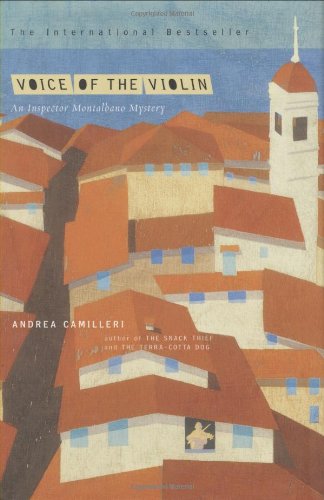 The International Bestseller
VOICE OF THE VIOLIN
An Inspector Montalbano Mystery
ANDREA CAMILLERI
author of THE SNACK THIEF
and THE TERRA-COTTA DOG